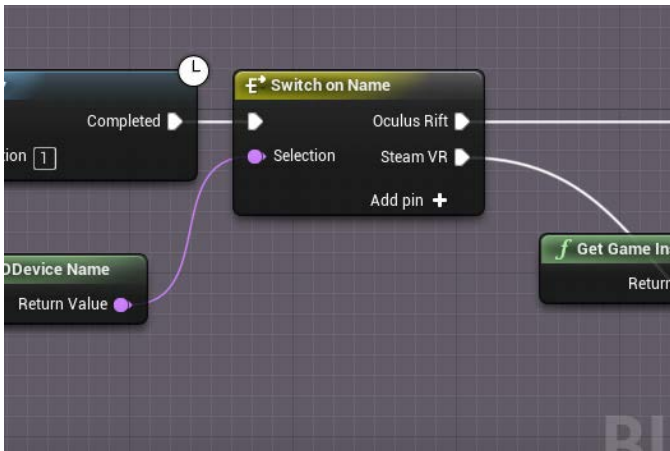 Switch on Name
Completed
Oculus Rift
tion 1
Selection
Steam VR
Add pin
Device Name
Return Value
f Get Game In
Return